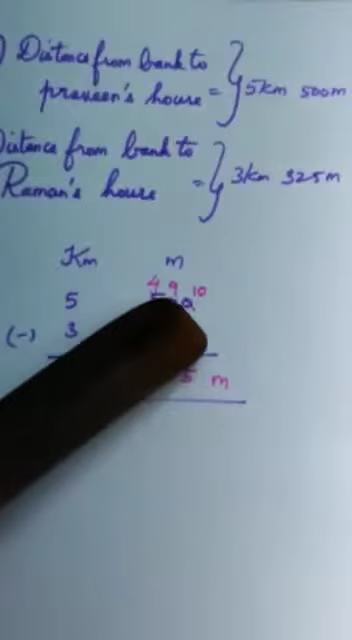 ) Distance from bank to
praveen's house = } 5km 500m
Distance from bank to
Raman's house = } 3km 325m
Km m
4 9 10
5
(-) 3
5 m